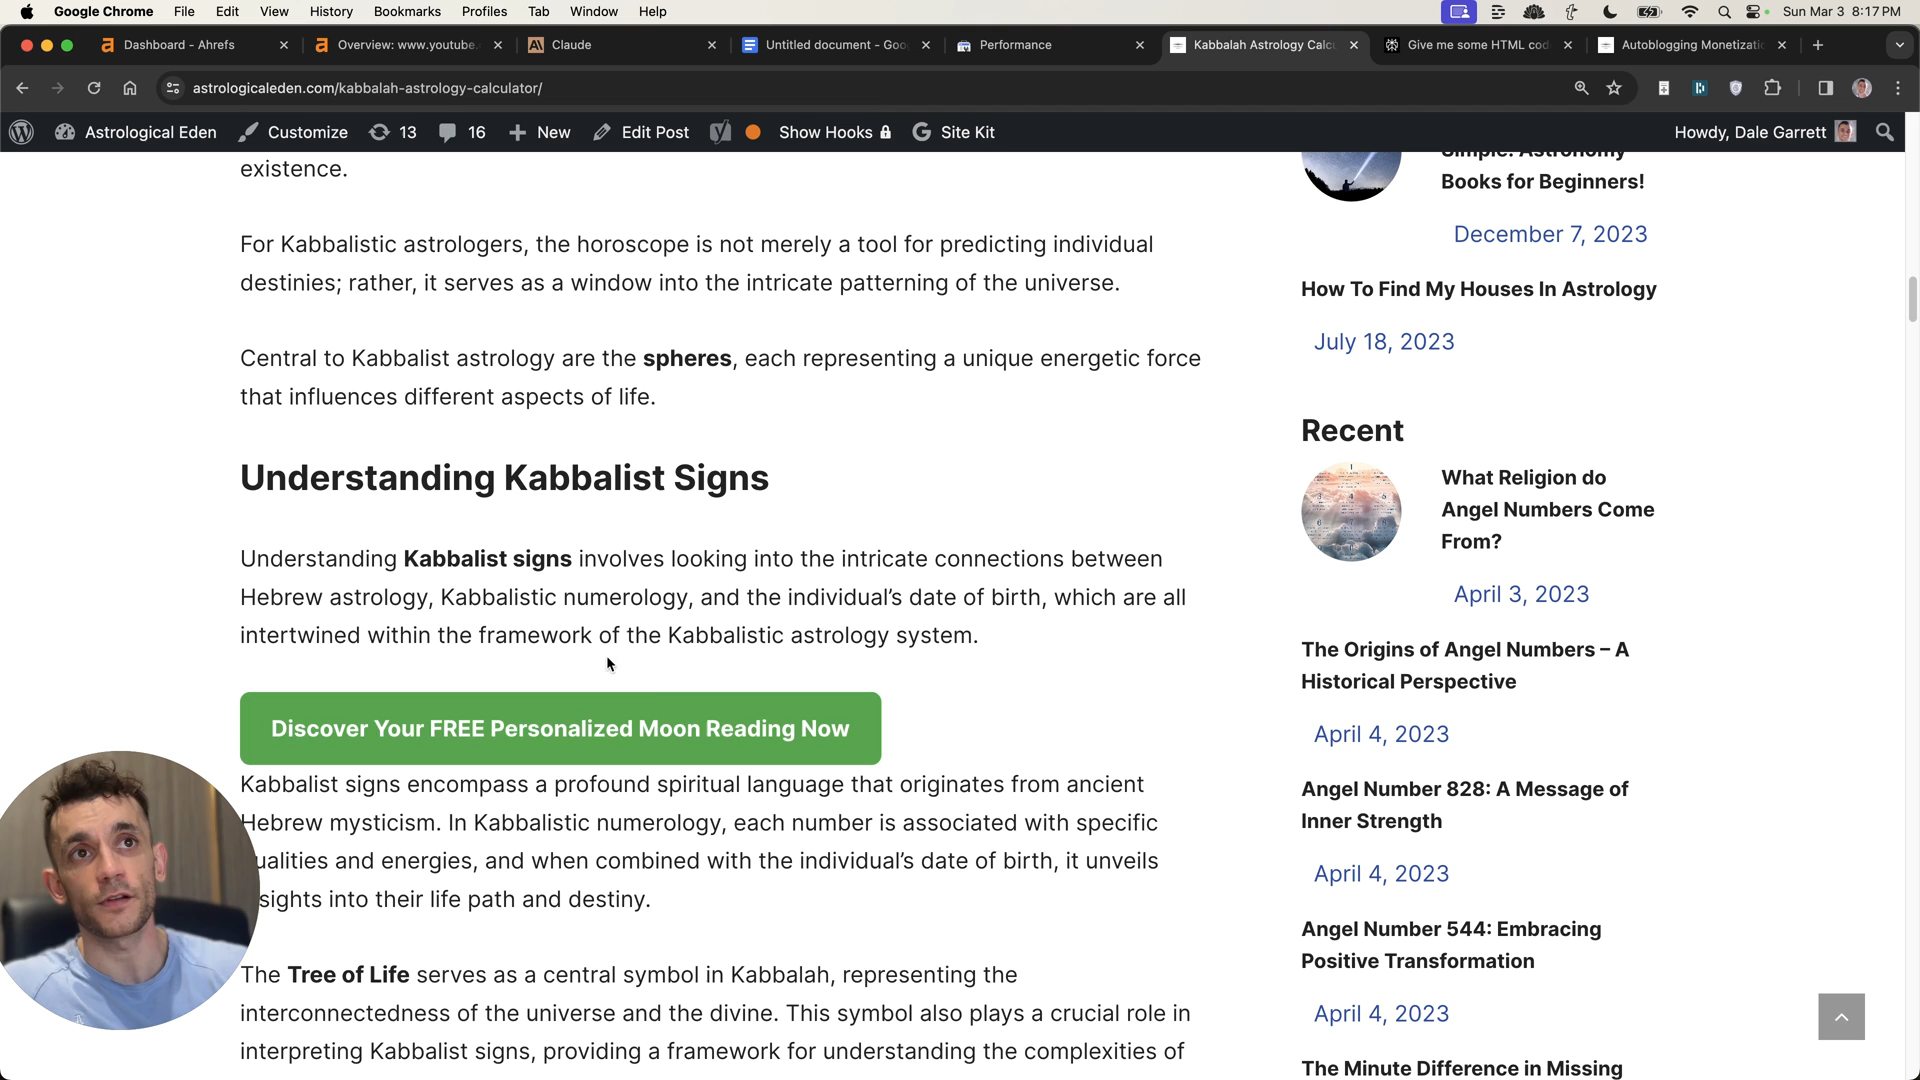 Google Chrome File Edit View History Bookmarks Profiles Tab Window Help
Sun Mar 3 8:17 PM
Dashboard - Ahrefs
Overview: www.youtube.
Claude
Untitled document - Goo
Performance
Kabbalah Astrology Calcu
Give me some HTML cod
Autoblogging Monetizatio
astrologicaleden.com/kabbalah-astrology-calculator/
Astrological Eden Customize 13 16 New Edit Post Show Hooks Site Kit
Howdy, Dale Garrett
existence.
For Kabbalistic astrologers, the horoscope is not merely a tool for predicting individual
destinies; rather, it serves as a window into the intricate patterning of the universe.
Central to Kabbalist astrology are the spheres, each representing a unique energetic force
that influences different aspects of life.
Understanding Kabbalist Signs
Understanding Kabbalist signs involves looking into the intricate connections between
Hebrew astrology, Kabbalistic numerology, and the individual’s date of birth, which are all
intertwined within the framework of the Kabbalistic astrology system.
Discover Your FREE Personalized Moon Reading Now
Kabbalist signs encompass a profound spiritual language that originates from ancient
Hebrew mysticism. In Kabbalistic numerology, each number is associated with specific
ualities and energies, and when combined with the individual’s date of birth, it unveils
sights into their life path and destiny.
The Tree of Life serves as a central symbol in Kabbalah, representing the
interconnectedness of the universe and the divine. This symbol also plays a crucial role in
interpreting Kabbalist signs, providing a framework for understanding the complexities of
Simple: Astronomy
Books for Beginners!
December 7, 2023
How To Find My Houses In Astrology
July 18, 2023
Recent
What Religion do
Angel Numbers Come
From?
April 3, 2023
The Origins of Angel Numbers – A
Historical Perspective
April 4, 2023
Angel Number 828: A Message of
Inner Strength
April 4, 2023
Angel Number 544: Embracing
Positive Transformation
April 4, 2023
The Minute Difference in Missing